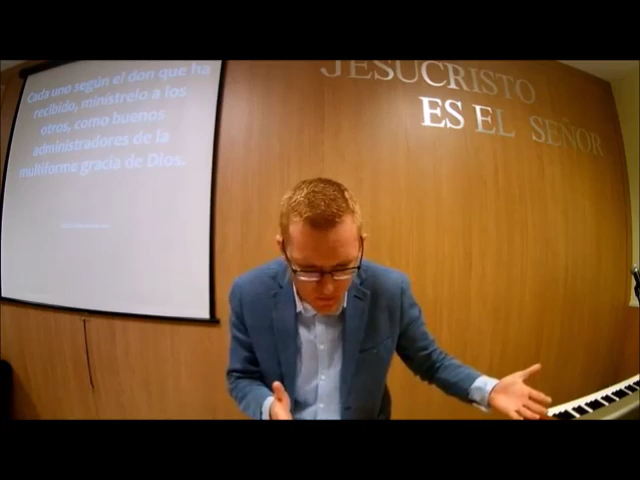 Cada uno según el don que ha
recibido, minístrelo a los
otros, como buenos
administradores de la
multiforme gracia de Dios.
JESUCRISTO
ES EL SEÑOR